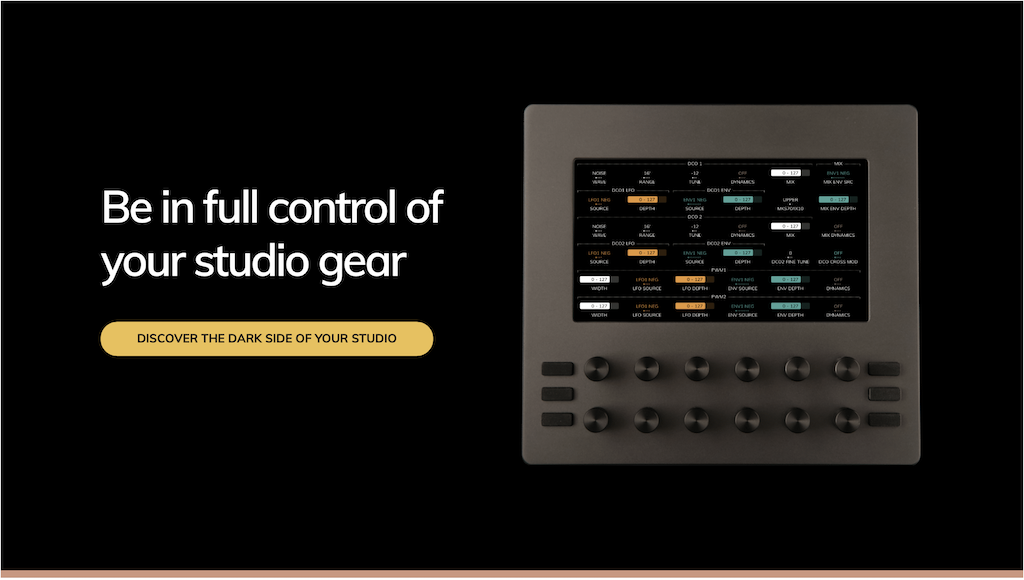 Be in full control of
your studio gear
DISCOVER THE DARK SIDE OF YOUR STUDIO
DCO 1 MIX
NOISE 16' -12 OFF 0 - 127 ENV1 NEG
WAVE RANGE TUNE DYNAMICS MIX MIX ENV SRC
DCO1 LFO DCO1 ENV
LFO1 NEG 0 - 127 ENV1 NEG 0 - 127 UPPER 0 - 127
SOURCE DEPTH SOURCE DEPTH MKS70/JX10 MIX ENV DEPTH
DCO 2
NOISE 16' -12 OFF 0 - 127 OFF
WAVE RANGE TUNE DYNAMICS MIX MIX DYNAMICS
DCO2 LFO DCO2 ENV
LFO1 NEG 0 - 127 ENV1 NEG 0 - 127 OFF
SOURCE DEPTH SOURCE DEPTH DCO2 FINE TUNE DCO CROSS MOD
PWM1
0 - 127 LFO1 NEG 0 - 127 ENV1 NEG 0 - 127 OFF
WIDTH LFO SOURCE LFO DEPTH ENV SOURCE ENV DEPTH DYNAMICS
PWM2
0 - 127 LFO1 NEG 0 - 127 ENV1 NEG 0 - 127 OFF
WIDTH LFO SOURCE LFO DEPTH ENV SOURCE ENV DEPTH DYNAMICS